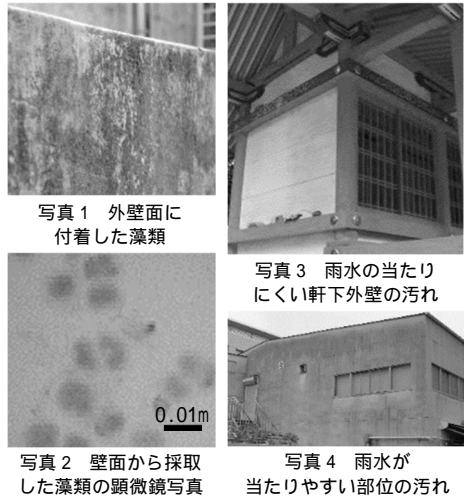 写真1 外壁面に
付着した藻類
0.01m
写真2 壁面から採取
した藻類の顕微鏡写真
写真3 雨水の当たり
にくい軒下外壁の汚れ
写真4 雨水が
当たりやすい部位の汚れ